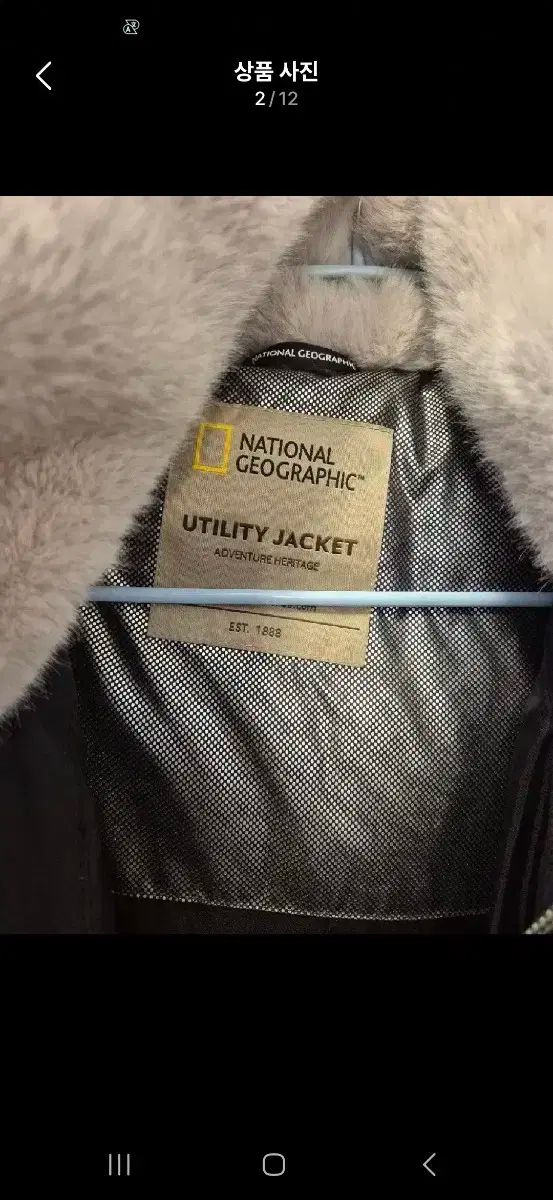 상품 사진
2/12
NATIONAL GEOGRAPHIC
NATIONAL
GEOGRAPHIC™
UTILITY JACKET
ADVENTURE HERITAGE
EST. 1888